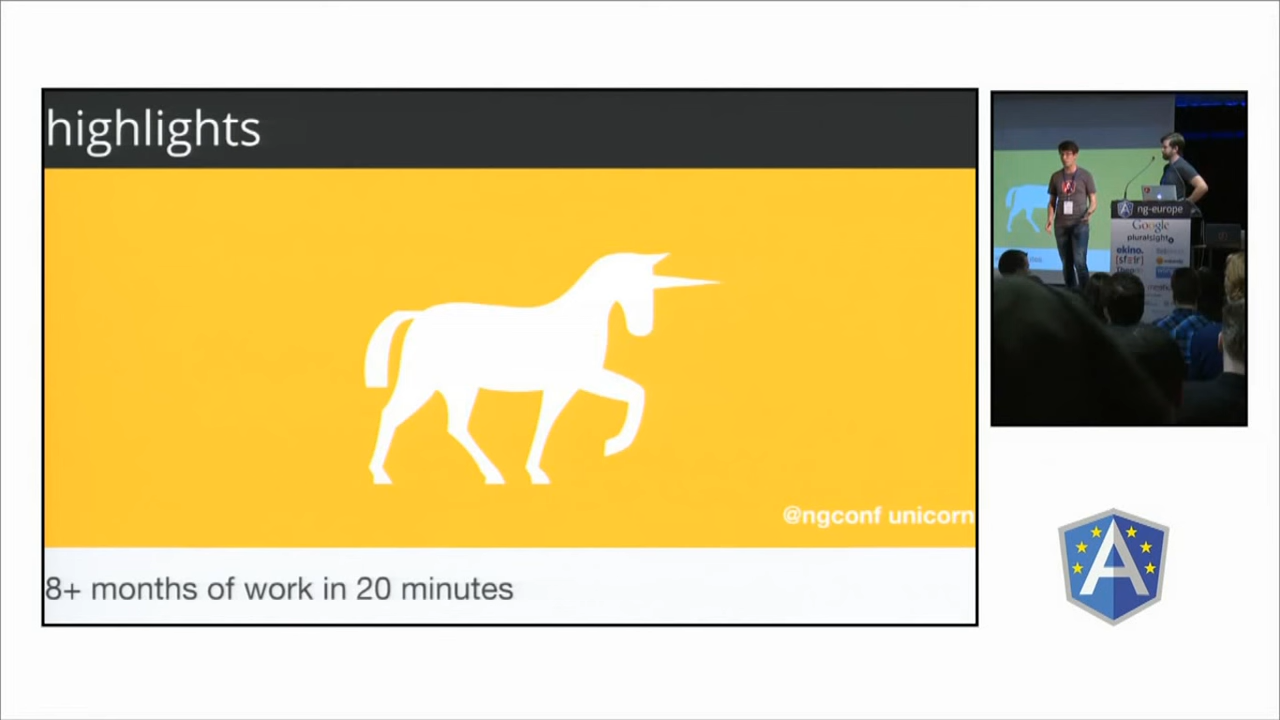 highlights
@ngconf unicorn
8+ months of work in 20 minutes
A ng-europe
Google
pluralsight
ekino.
[sfeir]